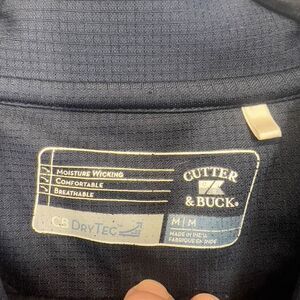 MOISTURE WICKING
COMFORTABLE
BREATHABLE
CB DRYTEC
CUTTER
& BUCK®
M | M
MADE IN INDIA
FABRIQUÉ EN INDE